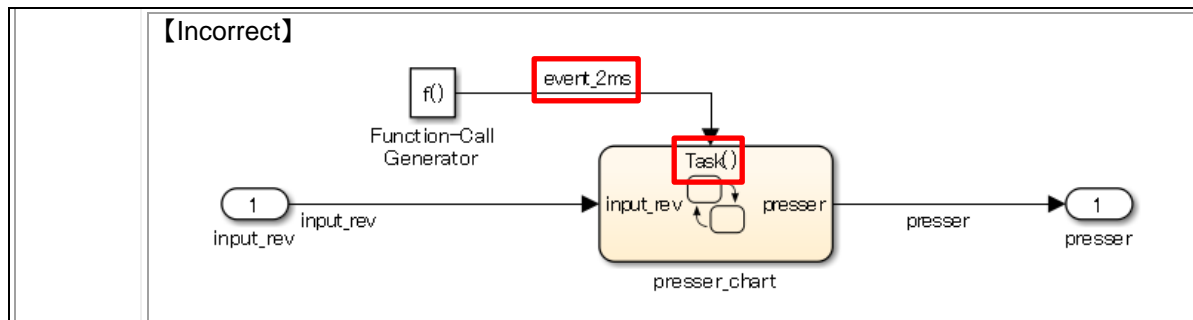 【Incorrect】
event_2ms
f()
Function-Call
Generator
Task()
1
input_rev
input_rev
input_rev
presser
presser
1
presser
presser_chart